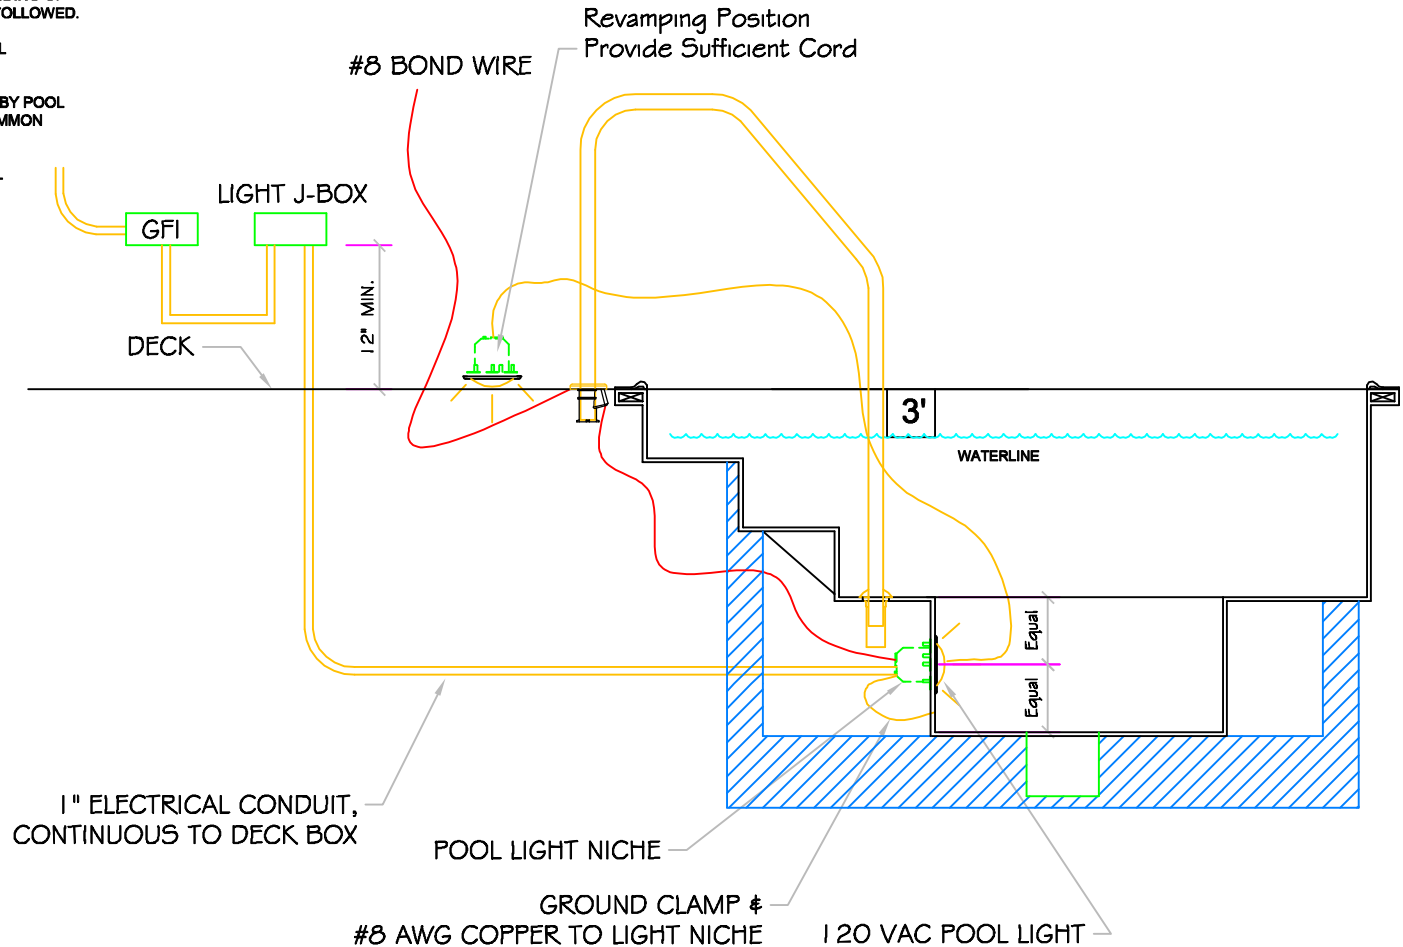 FOLLOWED.
L
BY POOL
MMON
Revamping Position
Provide Sufficient Cord
#8 BOND WIRE
LIGHT J-BOX
GFI
12" MIN.
DECK
3'
WATERLINE
Equal
Equal
1" ELECTRICAL CONDUIT,
CONTINUOUS TO DECK BOX
POOL LIGHT NICHE
GROUND CLAMP &
#8 AWG COPPER TO LIGHT NICHE
120 VAC POOL LIGHT